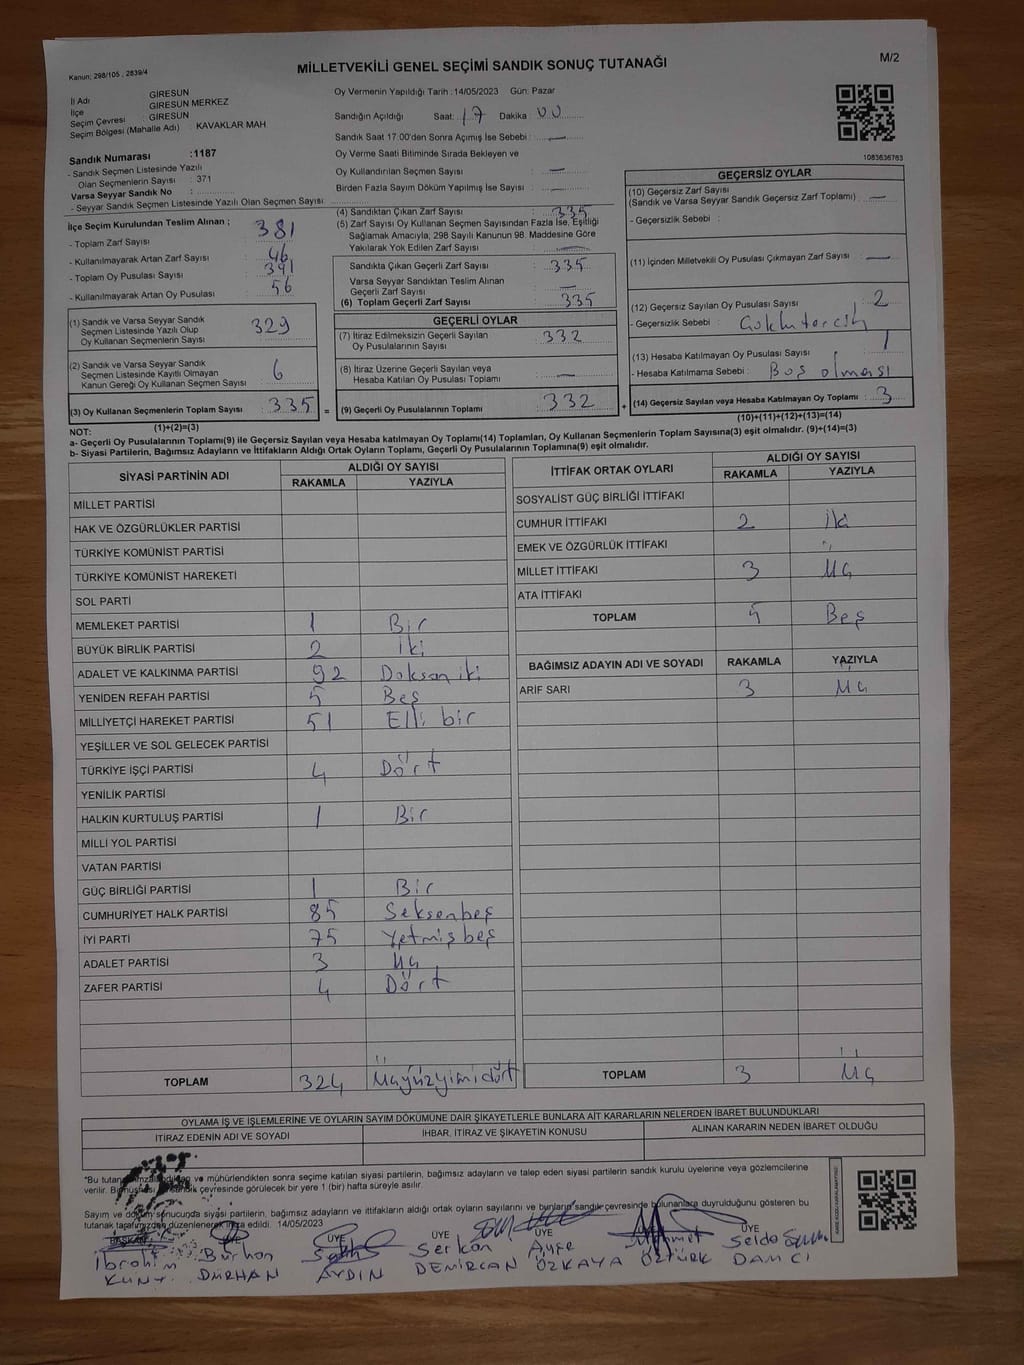 Kanun; 298/105 , 2839/4
MİLLETVEKİLİ GENEL SEÇİMİ SANDIK SONUÇ TUTANAĞI
M/2
İl Adı GİRESUN
İlçe GİRESUN MERKEZ
Seçim Çevresi : GİRESUN
Seçim Bölgesi (Mahalle Adı) : KAVAKLAR MAH
Sandık Numarası :1187
- Sandık Seçmen Listesinde Yazılı
Olan Seçmenlerin Sayısı : 371
Varsa Seyyar Sandık No :
- Seyyar Sandık Seçmen Listesinde Yazılı Olan Seçmen Sayısı
Oy Vermenin Yapıldığı Tarih :14/05/2023 Gün: Pazar
Sandığın Açıldığı Saat: 17 Dakika 00
Sandık Saat 17:00'den Sonra Açımış İse Sebebi : —
Oy Verme Saati Bitiminde Sırada Bekleyen ve
Oy Kullandırılan Seçmen Sayısı : —
Birden Fazla Sayım Döküm Yapılmış İse Sayısı : —
1083636763
İlçe Seçim Kurulundan Teslim Alınan ;
- Toplam Zarf Sayısı : 381
- Kullanılmayarak Artan Zarf Sayısı : 46
- Toplam Oy Pusulası Sayısı : 391
- Kullanılmayarak Artan Oy Pusulası : 56
(1) Sandık ve Varsa Seyyar Sandık
Seçmen Listesinde Yazılı Olup
Oy Kullanan Seçmenlerin Sayısı : 329
(2) Sandık ve Varsa Seyyar Sandık
Seçmen Listesinde Kayıtlı Olmayan
Kanun Gereği Oy Kullanan Seçmen Sayısı : 6
(3) Oy Kullanan Seçmenlerin Toplam Sayısı : 335 =
(1)+(2)=(3)
(4) Sandıktan Çıkan Zarf Sayısı : 335
(5) Zarf Sayısı Oy Kullanan Seçmen Sayısından Fazla İse, Eşitliği
Sağlamak Amacıyla, 298 Sayılı Kanunun 98. Maddesine Göre
Yakılarak Yok Edilen Zarf Sayısı : —
Sandıkta Çıkan Geçerli Zarf Sayısı : 335
Varsa Seyyar Sandıktan Teslim Alınan
Geçerli Zarf Sayısı : —
(6) Toplam Geçerli Zarf Sayısı : 335
GEÇERLİ OYLAR
(7) İtiraz Edilmeksizin Geçerli Sayılan
Oy Pusulalarının Sayısı : 332
(8) İtiraz Üzerine Geçerli Sayılan veya
Hesaba Katılan Oy Pusulası Toplamı : —
(9) Geçerli Oy Pusulalarının Toplamı : 332 +
GEÇERSİZ OYLAR
(10) Geçersiz Zarf Sayısı
(Sandık ve Varsa Seyyar Sandık Geçersiz Zarf Toplamı) : —
- Geçersizlik Sebebi :
(11) İçinden Milletvekili Oy Pusulası Çıkmayan Zarf Sayısı : —
(12) Geçersiz Sayılan Oy Pusulası Sayısı : 2
- Geçersizlik Sebebi :
(13) Hesaba Katılmayan Oy Pusulası Sayısı : 1
- Hesaba Katılmama Sebebi : Boş olması
(14) Geçersiz Sayılan veya Hesaba Katılmayan Oy Toplamı : 3
(10)+(11)+(12)+(13)=(14)
NOT:
a- Geçerli Oy Pusulalarının Toplamı(9) ile Geçersiz Sayılan veya Hesaba katılmayan Oy Toplamı(14) Toplamları, Oy Kullanan Seçmenlerin Toplam Sayısına(3) eşit olmalıdır. (9)+(14)=(3)
b- Siyasi Partilerin, Bağımsız Adayların ve İttifakların Aldığı Ortak Oyların Toplamı, Geçerli Oy Pusulalarının Toplamına(9) eşit olmalıdır.
SİYASİ PARTİNİN ADI ALDIĞI OY SAYISI
RAKAMLA YAZIYLA
MİLLET PARTİSİ
HAK VE ÖZGÜRLÜKLER PARTİSİ
TÜRKİYE KOMÜNİST PARTİSİ
TÜRKİYE KOMÜNİST HAREKETİ
SOL PARTİ
MEMLEKET PARTİSİ 1 Bir
BÜYÜK BİRLİK PARTİSİ 2 iki
ADALET VE KALKINMA PARTİSİ 92 Doksan iki
YENİDEN REFAH PARTİSİ 5 Beş
MİLLİYETÇİ HAREKET PARTİSİ 51 Elli bir
YEŞİLLER VE SOL GELECEK PARTİSİ
TÜRKİYE İŞÇİ PARTİSİ 4 Dört
YENİLİK PARTİSİ
HALKIN KURTULUŞ PARTİSİ 1 Bir
MİLLİ YOL PARTİSİ
VATAN PARTİSİ
GÜÇ BİRLİĞİ PARTİSİ 1 Bir
CUMHURİYET HALK PARTİSİ 85 Seksenbeş
İYİ PARTİ 75 Yetmişbeş
ADALET PARTİSİ 3 Üç
ZAFER PARTİSİ 4 Dört
TOPLAM 324 Üçyüzyirmidört
İTTİFAK ORTAK OYLARI ALDIĞI OY SAYISI
RAKAMLA YAZIYLA
SOSYALİST GÜÇ BİRLİĞİ İTTİFAKI
CUMHUR İTTİFAKI 2 İki
EMEK VE ÖZGÜRLÜK İTTİFAKI
MİLLET İTTİFAKI 3 Üç
ATA İTTİFAKI
TOPLAM 5 Beş
BAĞIMSIZ ADAYIN ADI VE SOYADI RAKAMLA YAZIYLA
ARİF SARI 3 Üç
TOPLAM 3 Üç
OYLAMA İŞ VE İŞLEMLERİNE VE OYLARIN SAYIM DÖKÜMÜNE DAİR ŞİKAYETLERLE BUNLARA AİT KARARLARIN NELERDEN İBARET BULUNDUKLARI
İTİRAZ EDENİN ADI VE SOYADI İHBAR, İTİRAZ VE ŞİKAYETİN KONUSU ALINAN KARARIN NEDEN İBARET OLDUĞU
"Bu tutanak ve mühürlendikten sonra seçime katılan siyasi partilerin, bağımsız adayların ve talep eden siyasi partilerin sandık kurulu üyelerine veya gözlemcilerine
verilir. Bir sandık çevresinde görülecek bir yere 1 (bir) hafta süreyle asılır.
Sayım ve döküm sonucunda siyasi partilerin, bağımsız adayların ve ittifakların aldığı ortak oyların sayısını ve bunların sandık çevresinde bulunanlara duyurulduğunu gösteren bu
tutanak tarafımızdan düzenlenerek imza edildi. 14/05/2023
BAŞKAN ÜYE ÜYE ÜYE ÜYE ÜYE
İbrahim Burhan Serkan Ayşe Selda
DURHAN AYDIN DEMİRCAN ÖZKAYA ÖZTÜRK DAMCI